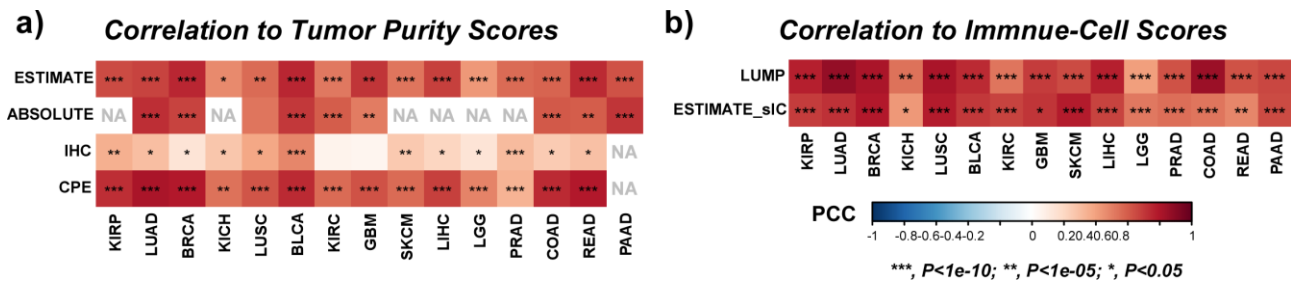 a) Correlation to Tumor Purity Scores
ESTIMATE *** *** *** * ** *** *** ** *** *** *** *** *** *** ***
ABSOLUTE NA *** *** NA *** *** ** NA NA NA NA *** ** ***
IHC ** * * * * *** ** * * *** * * NA
CPE *** *** *** ** *** *** *** *** *** *** *** *** *** *** NA
KIRP LUAD BRCA KICH LUSC BLCA KIRC GBM SKCM LIHC LGG PRAD COAD READ PAAD
b) Correlation to Immnue-Cell Scores
LUMP *** *** *** ** *** *** *** *** *** *** *** *** *** *** ***
ESTIMATE_sIC *** *** *** * *** *** *** * *** *** *** *** *** ** ***
KIRP LUAD BRCA KICH LUSC BLCA KIRC GBM SKCM LIHC LGG PRAD COAD READ PAAD
PCC
-1 -0.8-0.6-0.4-0.2 0 0.20.40.60.8 1
***, P<1e-10; **, P<1e-05; *, P<0.05